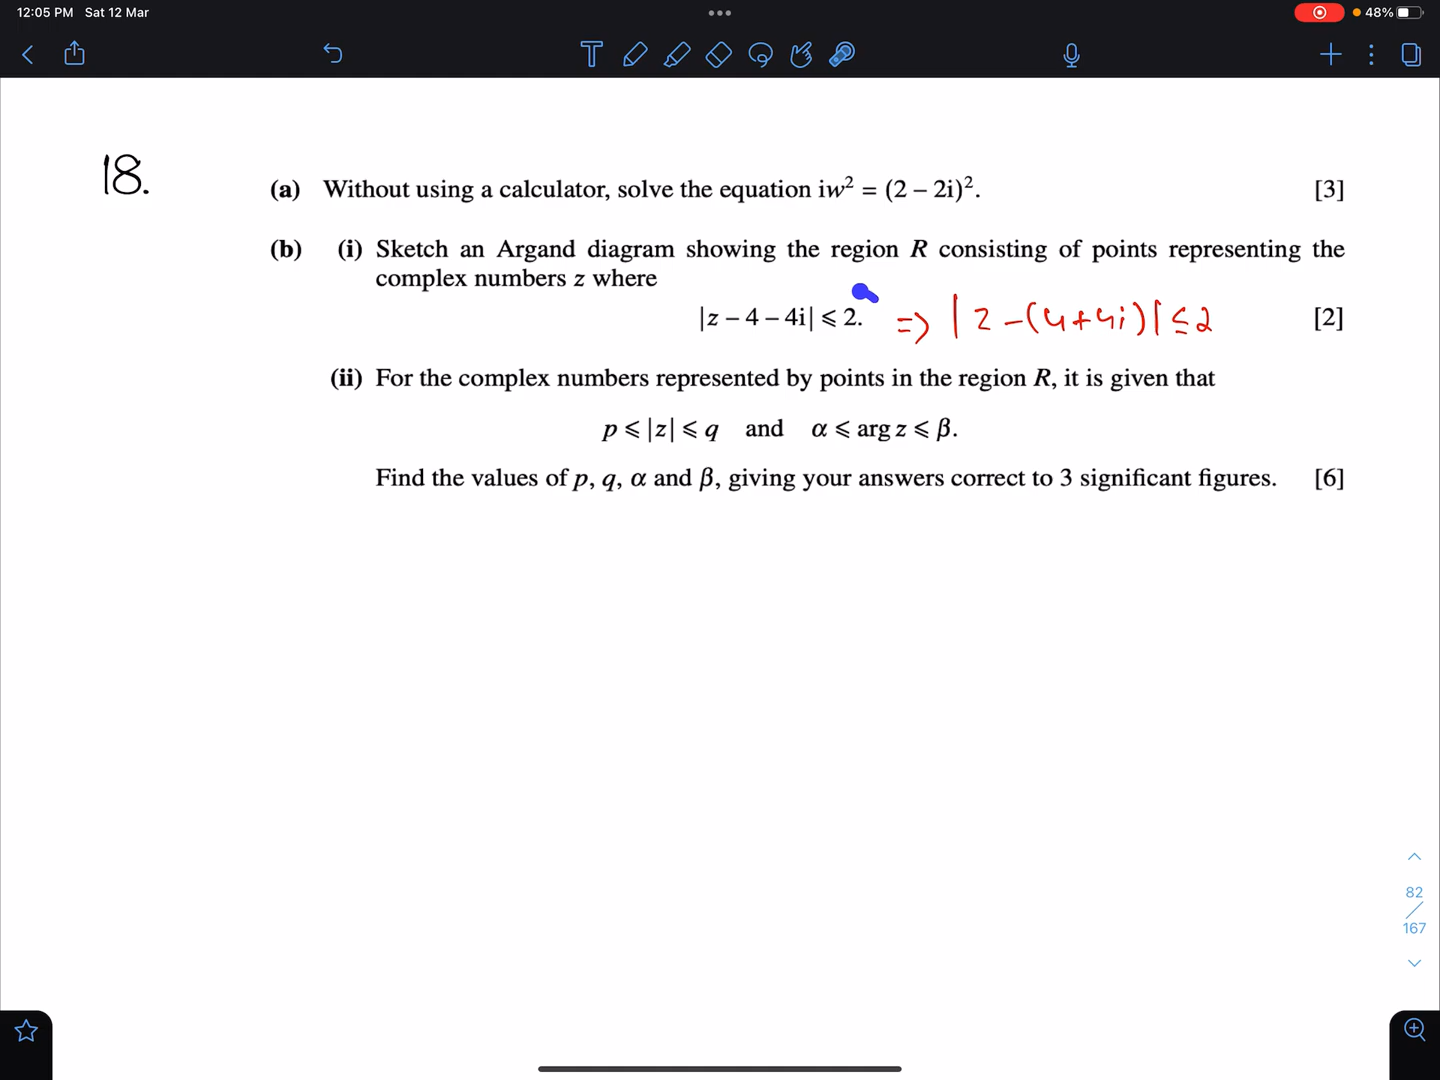 12:05 PM Sat 12 Mar
48%
18.
(a) Without using a calculator, solve the equation iw² = (2 – 2i)². [3]
(b) (i) Sketch an Argand diagram showing the region R consisting of points representing the
complex numbers z where
|z – 4 – 4i| ⩽ 2. => |z – (4+4i)| ≤ 2 [2]
(ii) For the complex numbers represented by points in the region R, it is given that
p ⩽ |z| ⩽ q and α ⩽ arg z ⩽ β.
Find the values of p, q, α and β, giving your answers correct to 3 significant figures. [6]
82
167